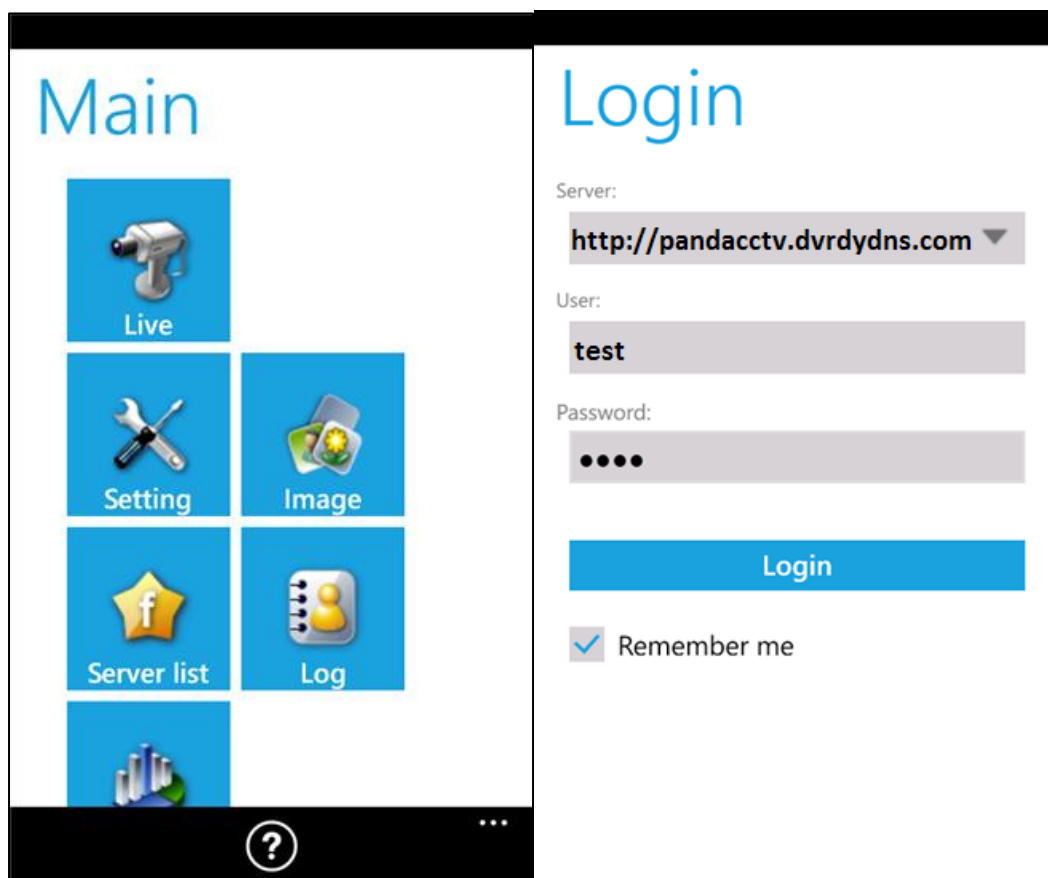 Main
Live
Setting
Image
Server list
Log
?
...
Login
Server:
http://pandacctv.dvrdydns.com
User:
test
Password:
••••
Login
Remember me